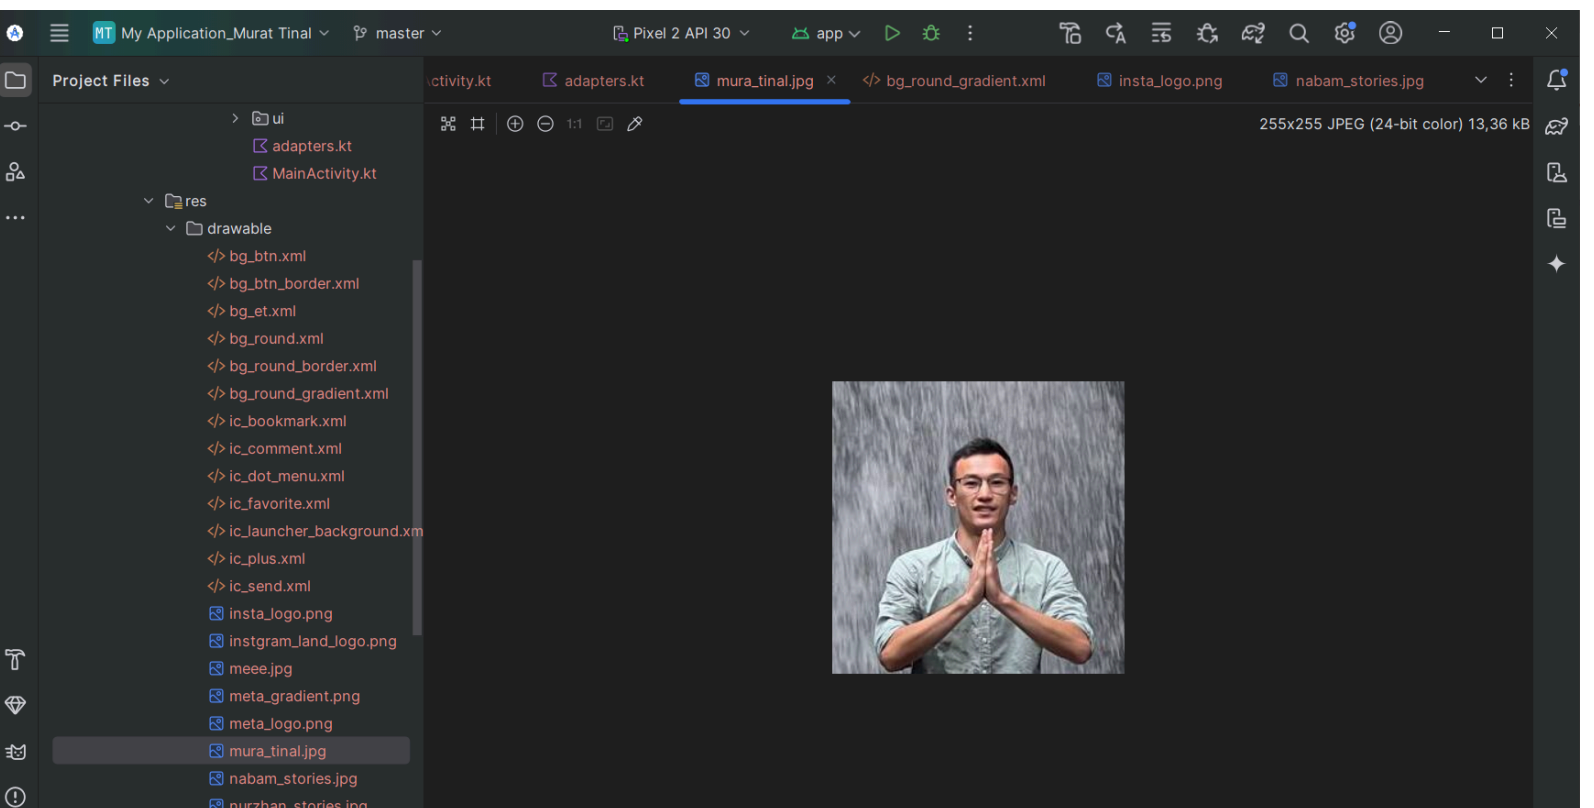 MT My Application_Murat Tinal master Pixel 2 API 30 app
Project Files
ctivity.kt adapters.kt mura_tinal.jpg bg_round_gradient.xml insta_logo.png nabam_stories.jpg
1:1 255x255 JPEG (24-bit color) 13,36 kB
ui
adapters.kt
MainActivity.kt
res
drawable
bg_btn.xml
bg_btn_border.xml
bg_et.xml
bg_round.xml
bg_round_border.xml
bg_round_gradient.xml
ic_bookmark.xml
ic_comment.xml
ic_dot_menu.xml
ic_favorite.xml
ic_launcher_background.xm
ic_plus.xml
ic_send.xml
insta_logo.png
instgram_land_logo.png
meee.jpg
meta_gradient.png
meta_logo.png
mura_tinal.jpg
nabam_stories.jpg
nurzhan_stories.jpg